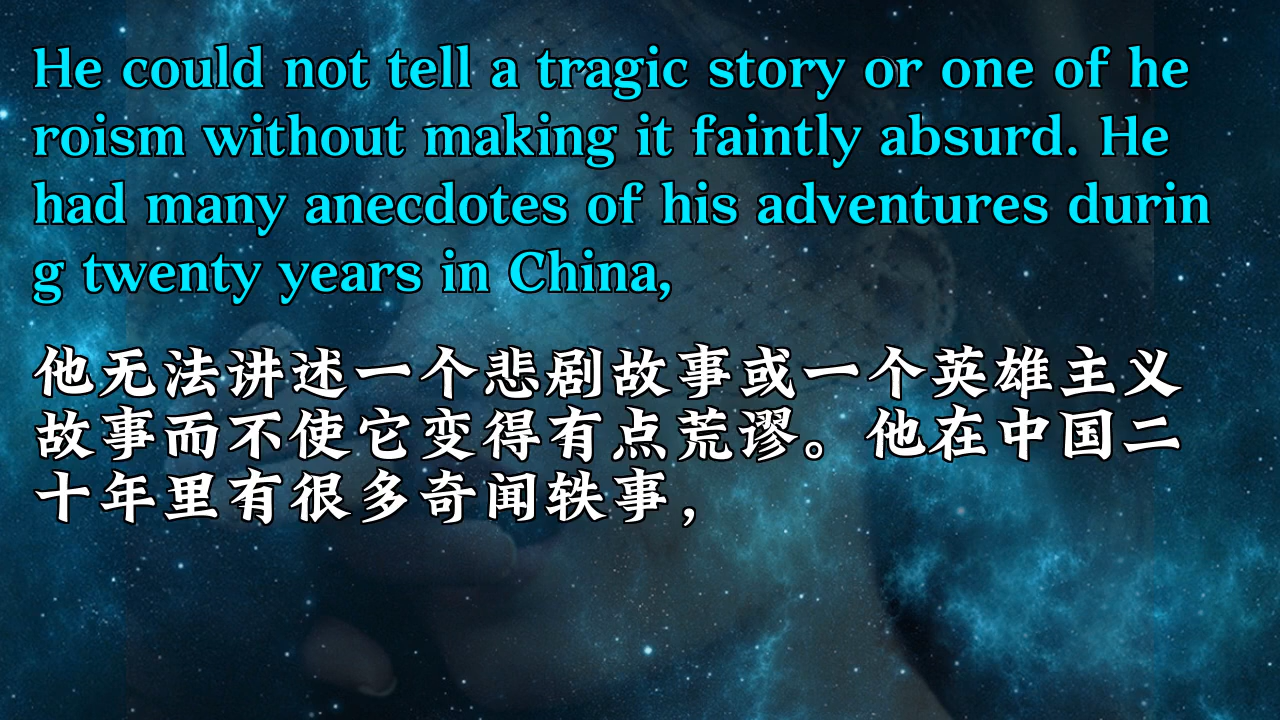 He could not tell a tragic story or one of he
roism without making it faintly absurd. He
had many anecdotes of his adventures durin
g twenty years in China,
他无法讲述一个悲剧故事或一个英雄主义
故事而不使它变得有点荒谬。他在中国二
十年里有很多奇闻轶事，